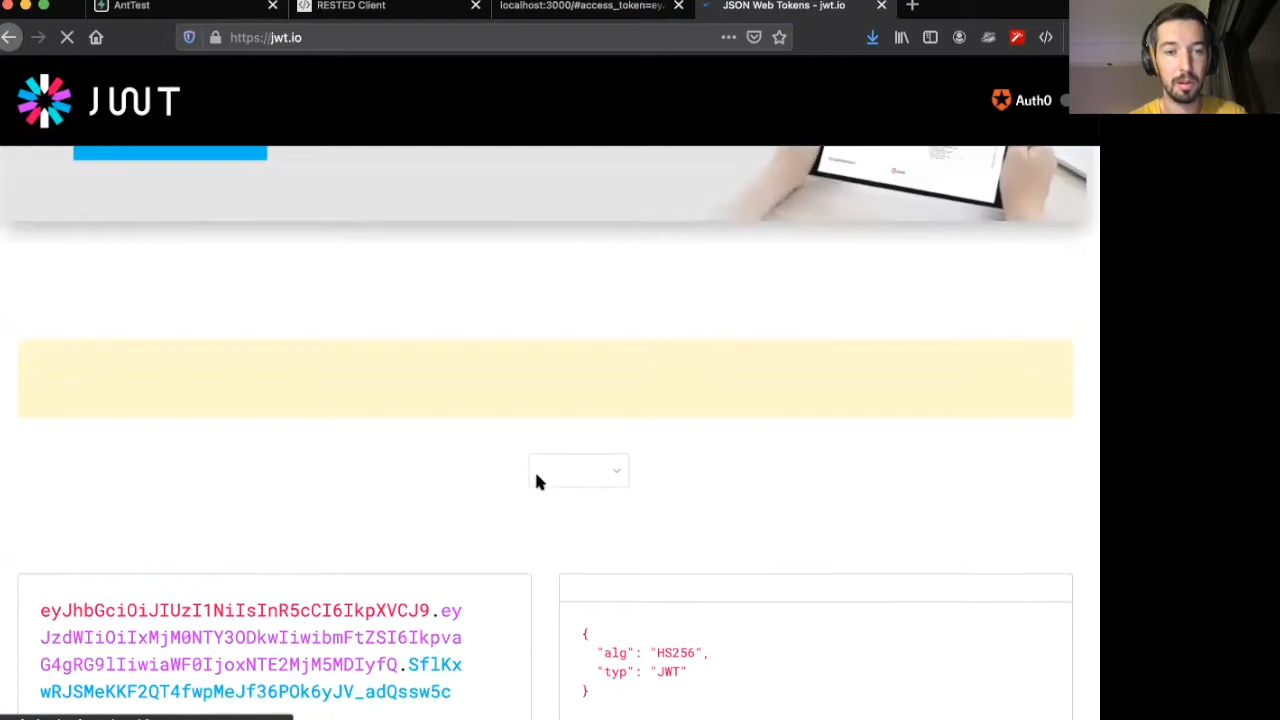 AntTest
RESTED Client
localhost:3000/#access_token=ey
JSON Web Tokens - jwt.io
https://jwt.io
JWT
Auth0
eyJhbGciOiJIUzI1NiIsInR5cCI6IkpXVCJ9.ey
JzdWIiOiIxMjM0NTY3ODkwIiwibmFtZSI6Ikpva
G4gRG9lIiwiaWF0IjoxNTE2MjM5MDIyfQ.SflKx
wRJSMeKKF2QT4fwpMeJf36POk6yJV_adQssw5c
{
"alg": "HS256",
"typ": "JWT"
}